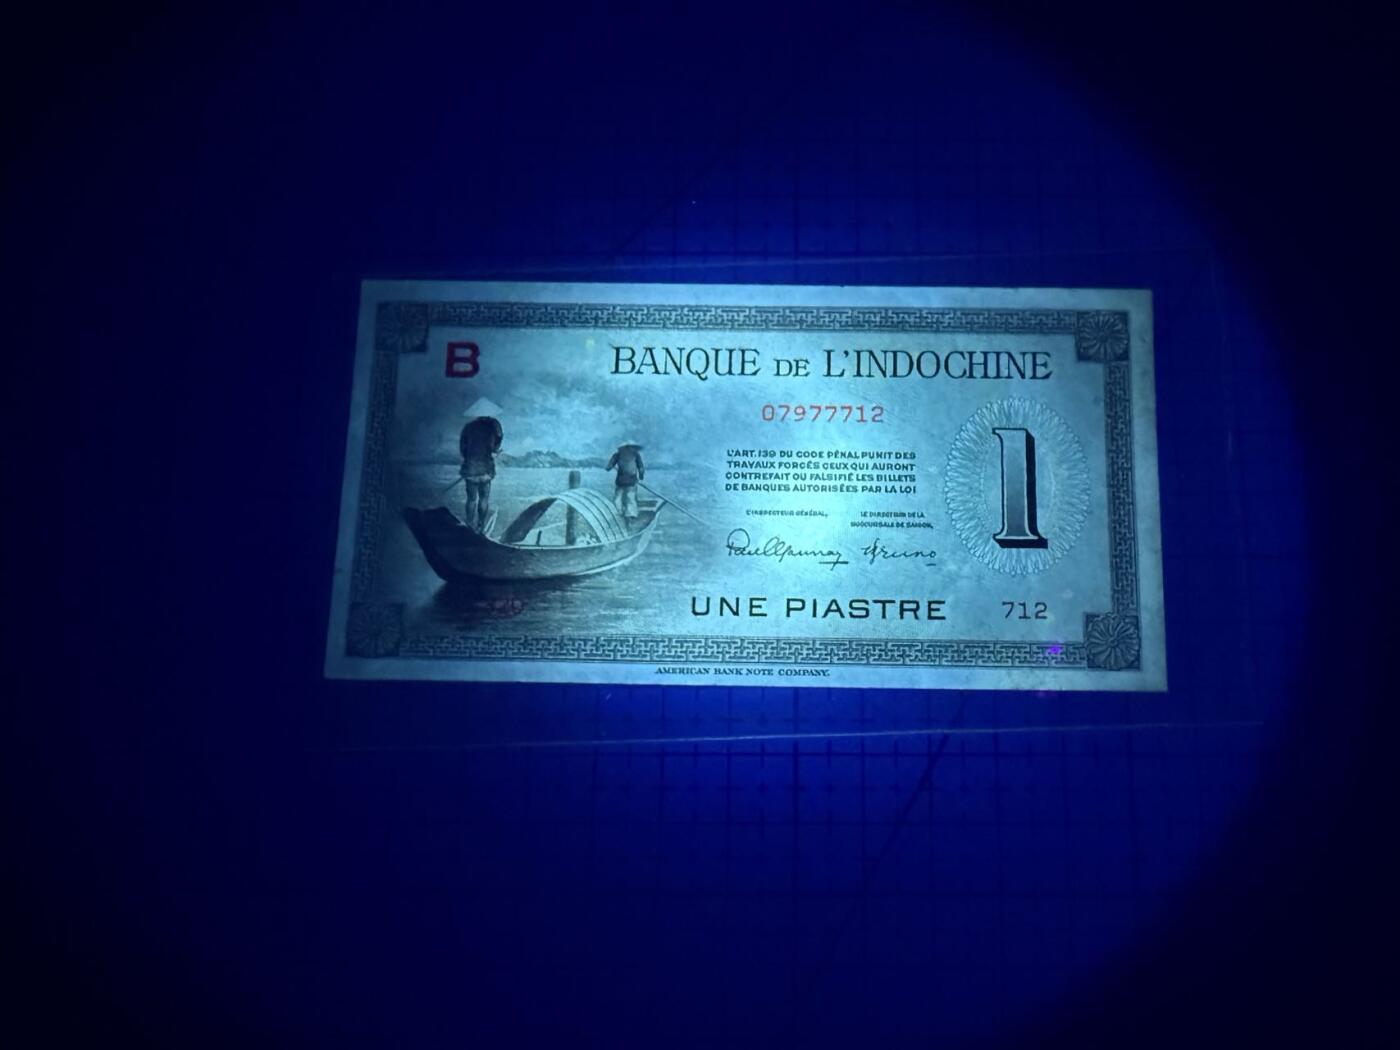 B
BANQUE DE L'INDOCHINE
07977712
L'ART. 139 DU CODE PÉNAL PUNIT DES
TRAVAUX FORCÉS CEUX QUI AURONT
CONTREFAIT OU FALSIFIÉ LES BILLETS
DE BANQUES AUTORISÉES PAR LA LOI
1
L'INSPECTEUR GÉNÉRAL,
LE DIRECTEUR DE LA
SUCCURSALE DE SAIGON,
UNE PIASTRE
712
AMERICAN BANK NOTE COMPANY.